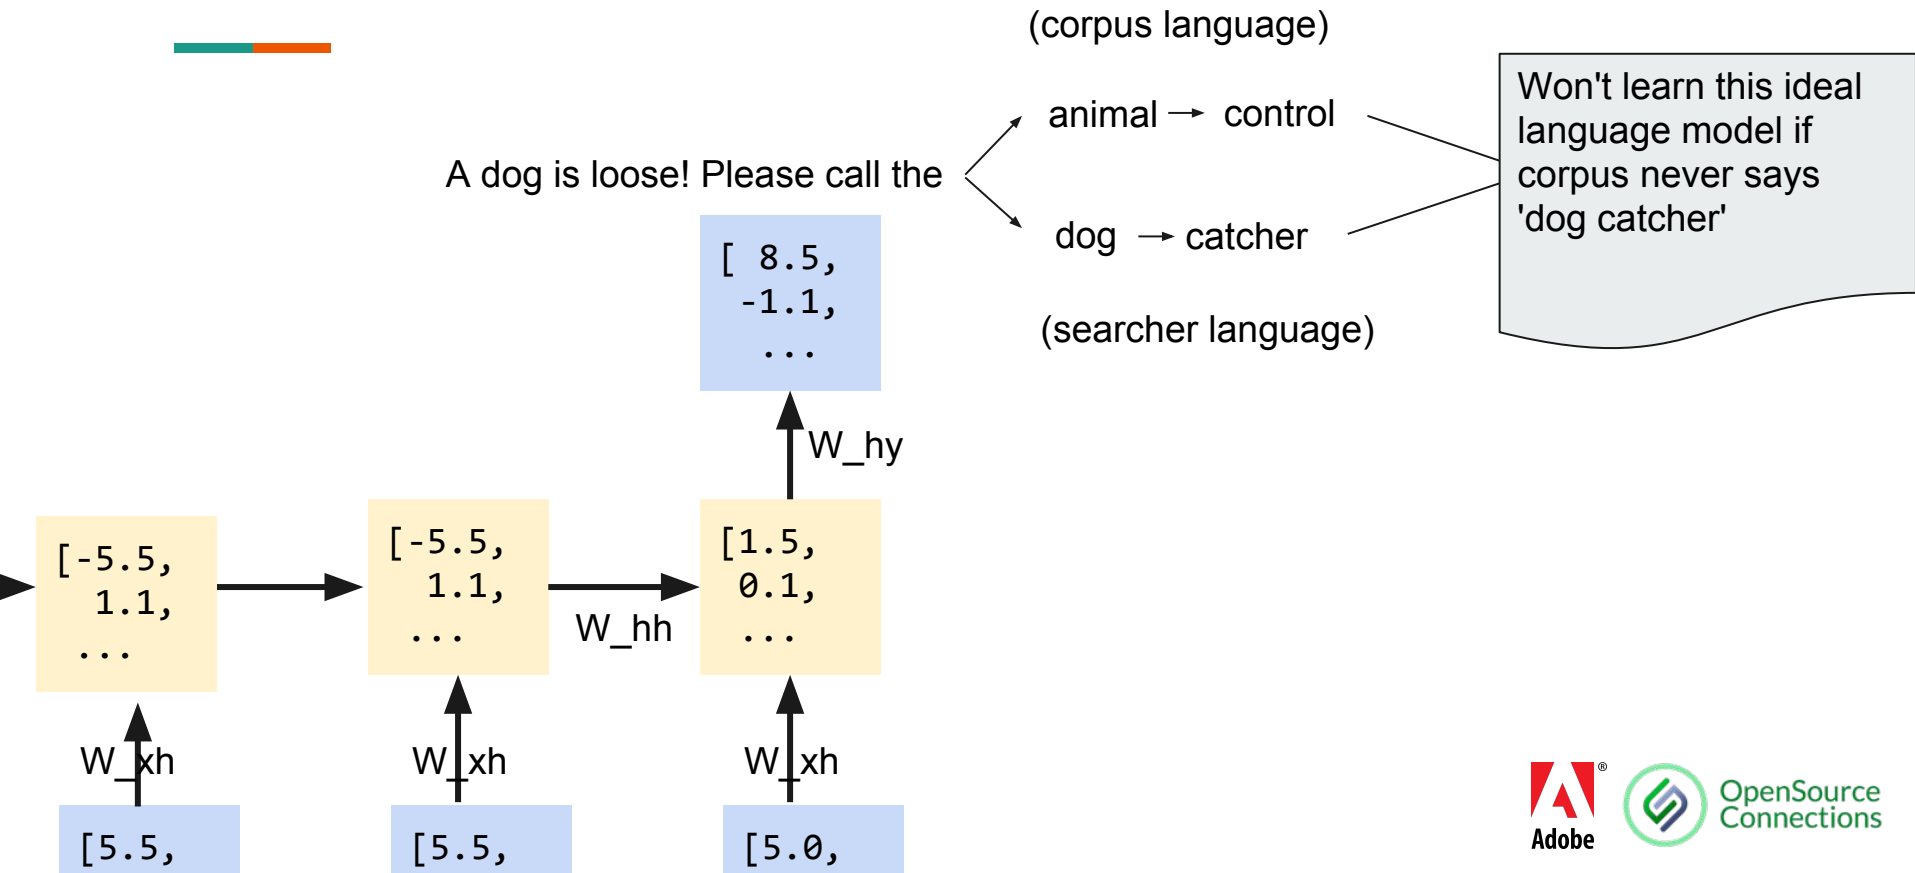 (corpus language)
animal → control
A dog is loose! Please call the
dog → catcher
(searcher language)
Won't learn this ideal
language model if
corpus never says
'dog catcher'
[ 8.5,
-1.1,
...
W_hy
[-5.5,
1.1,
...
[-5.5,
1.1,
...
W_hh
[1.5,
0.1,
...
W_xh
W_xh
W_xh
[5.5,
[5.5,
[5.0,
Adobe
®
OpenSource
Connections